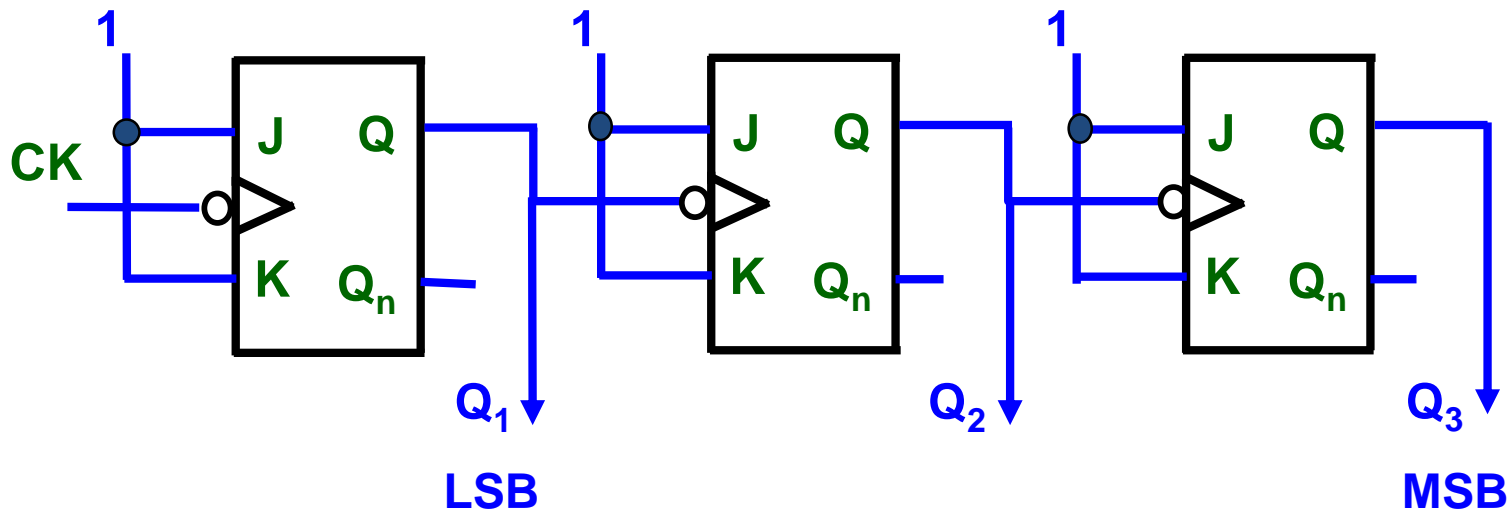 1 1 1
J Q J Q J Q
CK
K Qn K Qn K Qn
Q1 Q2 Q3
LSB MSB